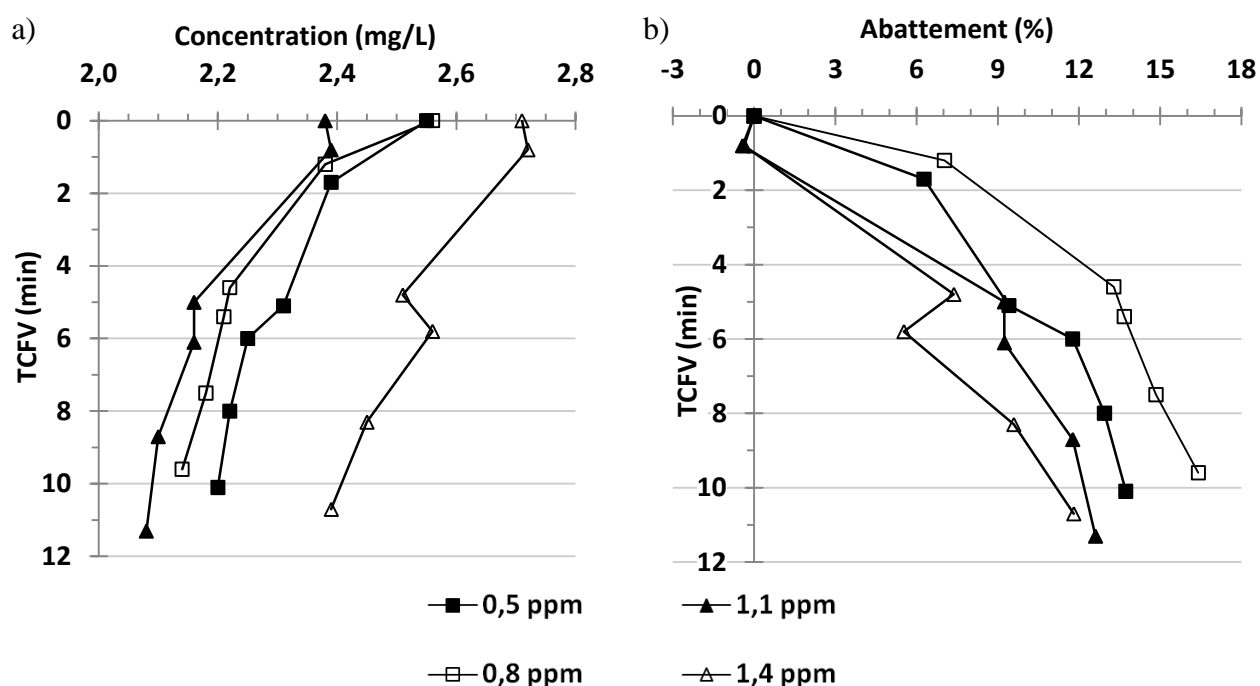 a)
Concentration (mg/L)
2,0 2,2 2,4 2,6 2,8
0
2
4
6
8
10
12
TCFV (min)
b)
Abattement (%)
-3 0 3 6 9 12 15 18
0
2
4
6
8
10
12
TCFV (min)
0,5 ppm
1,1 ppm
0,8 ppm
1,4 ppm